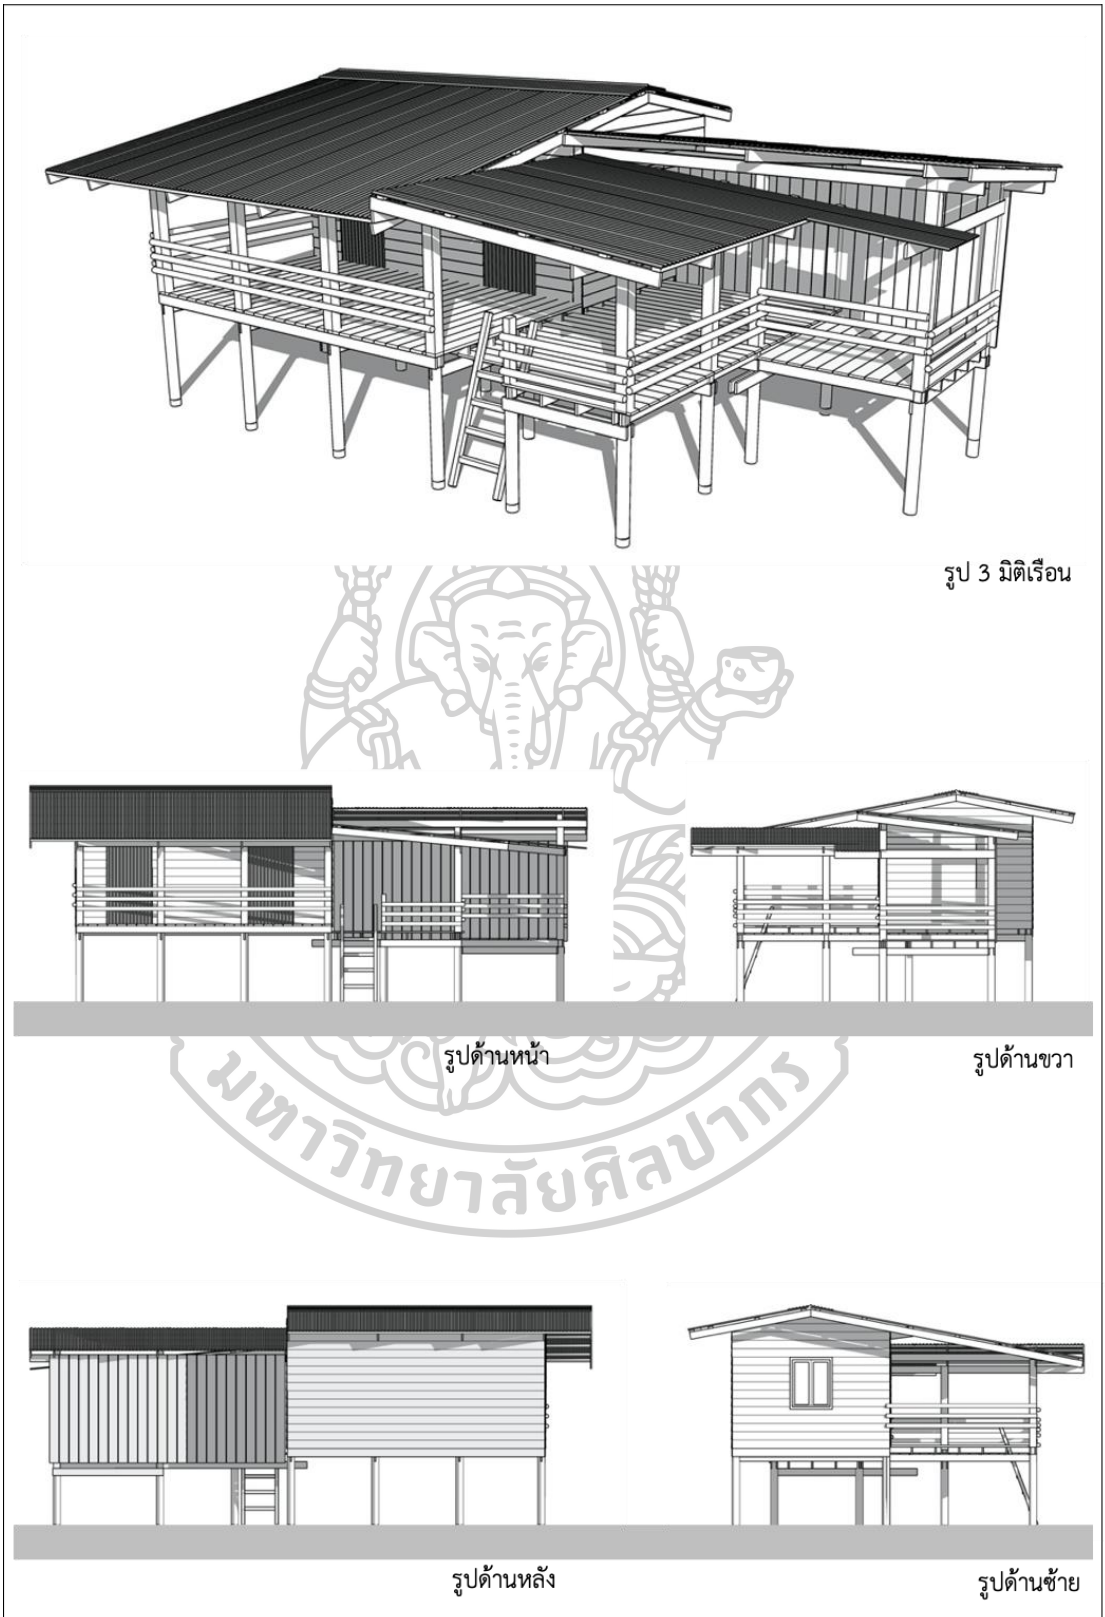 รูป 3 มิติเรือน
รูปด้านหน้า
รูปด้านขวา
มหาวิทยาลัยศิลปากร
รูปด้านหลัง
รูปด้านซ้าย